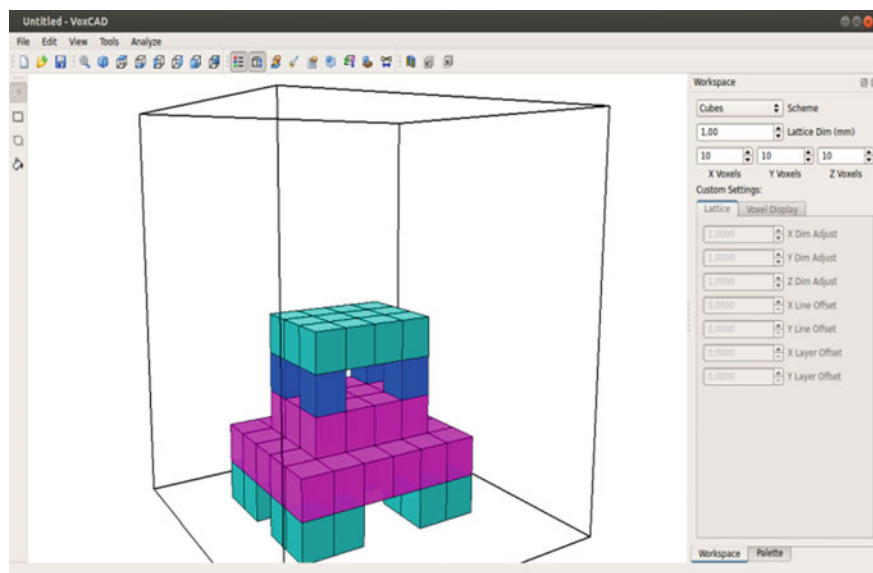 Untitled - VoxCAD
File Edit View Tools Analyze
Workspace
Cubes Scheme
1,00 Lattice Dim (mm)
10 10 10
X Voxels Y Voxels Z Voxels
Custom Settings:
Lattice Voxel Display
1,0000 X Dim Adjust
1,0000 Y Dim Adjust
1,0000 Z Dim Adjust
0,0000 X Line Offset
0,0000 Y Line Offset
0,0000 X Layer Offset
0,0000 Y Layer Offset
Workspace Palette